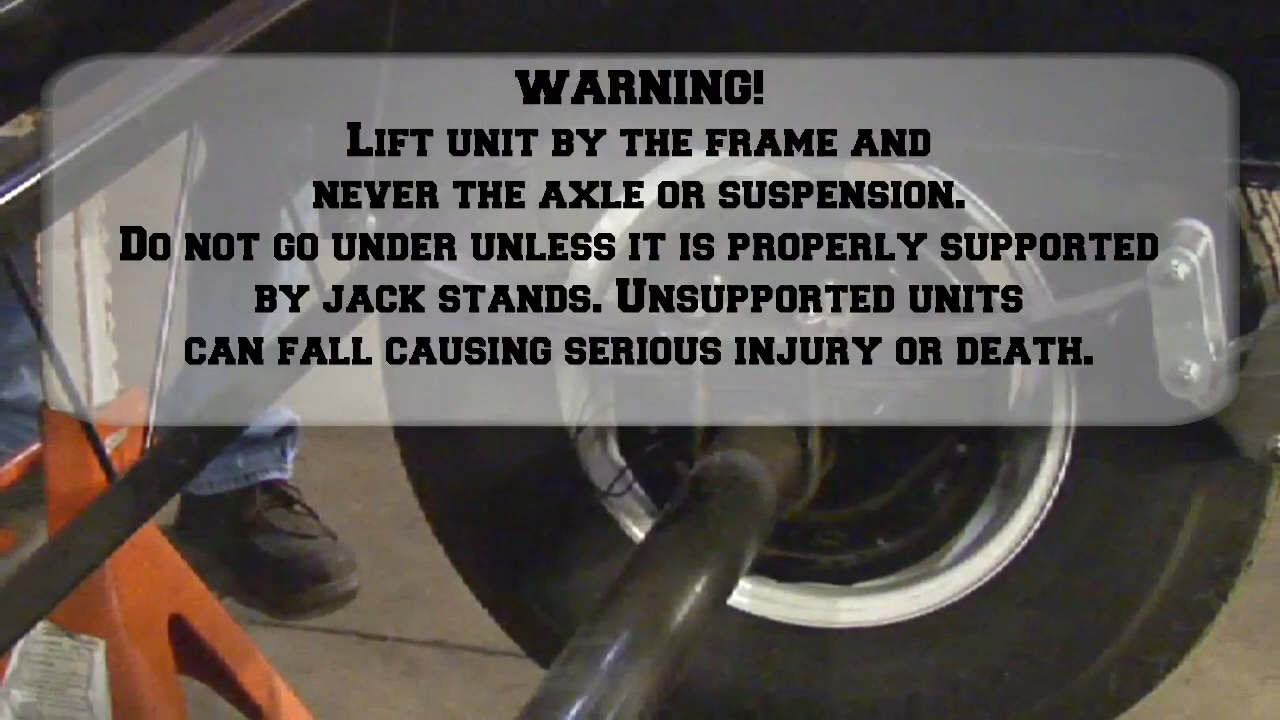 WARNING!
Lift unit by the frame and
never the axle or suspension.
Do not go under unless it is properly supported
by jack stands. Unsupported units
can fall causing serious injury or death.